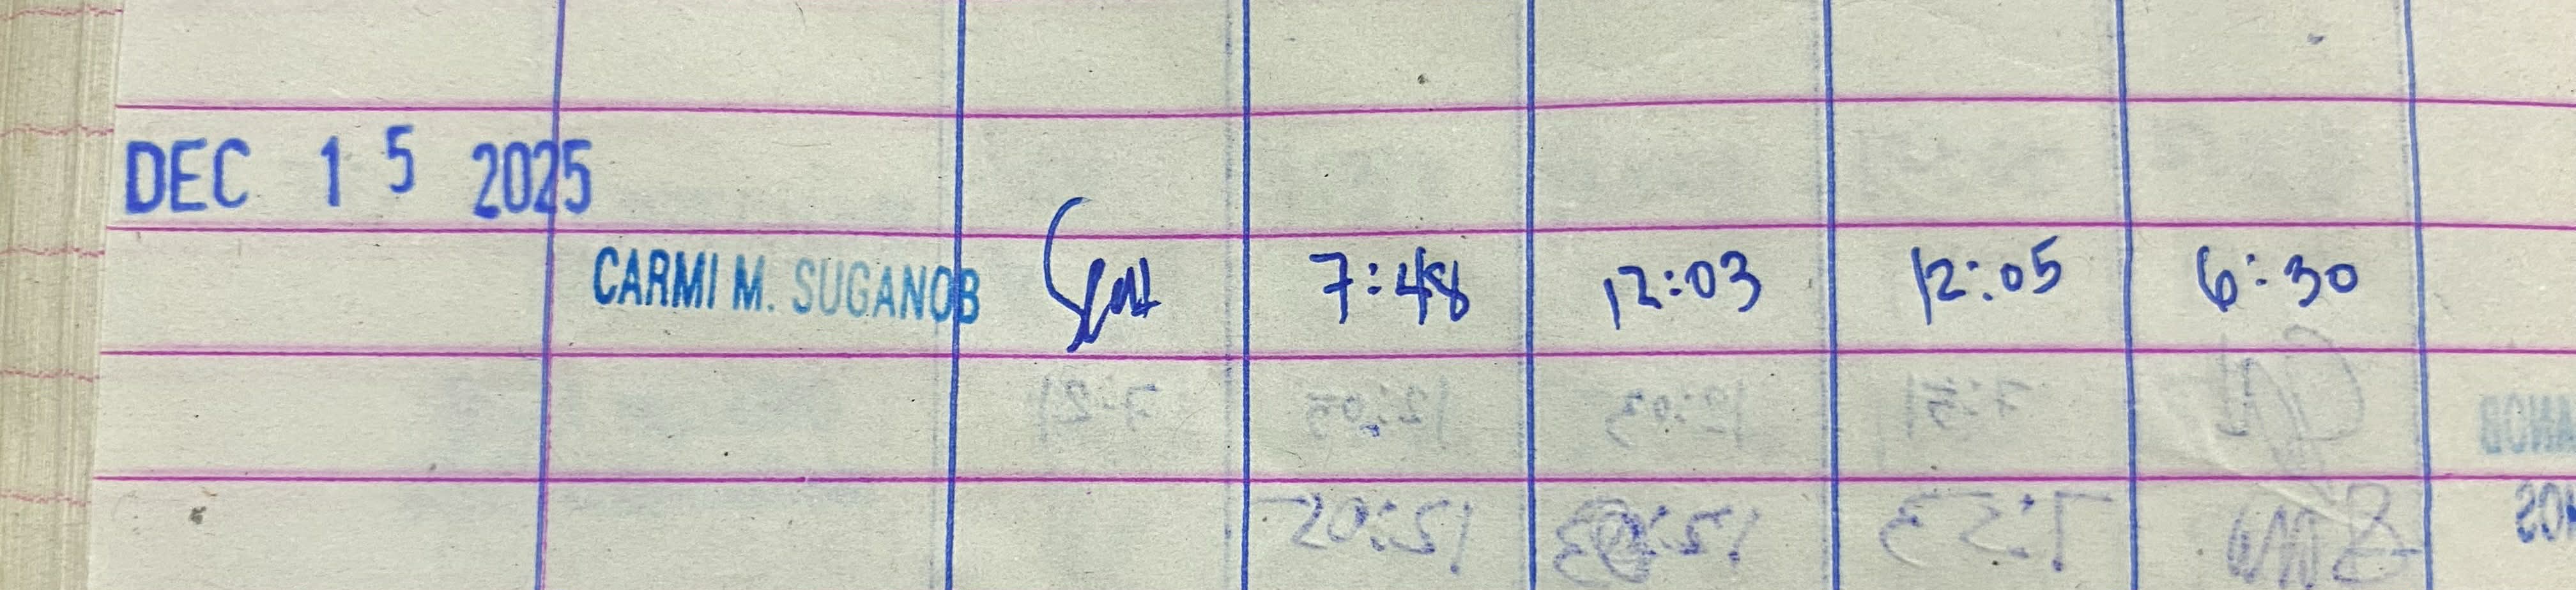 DEC 15 2025
CARMI M. SUGANOB 7:48 12:03 12:05 6:30